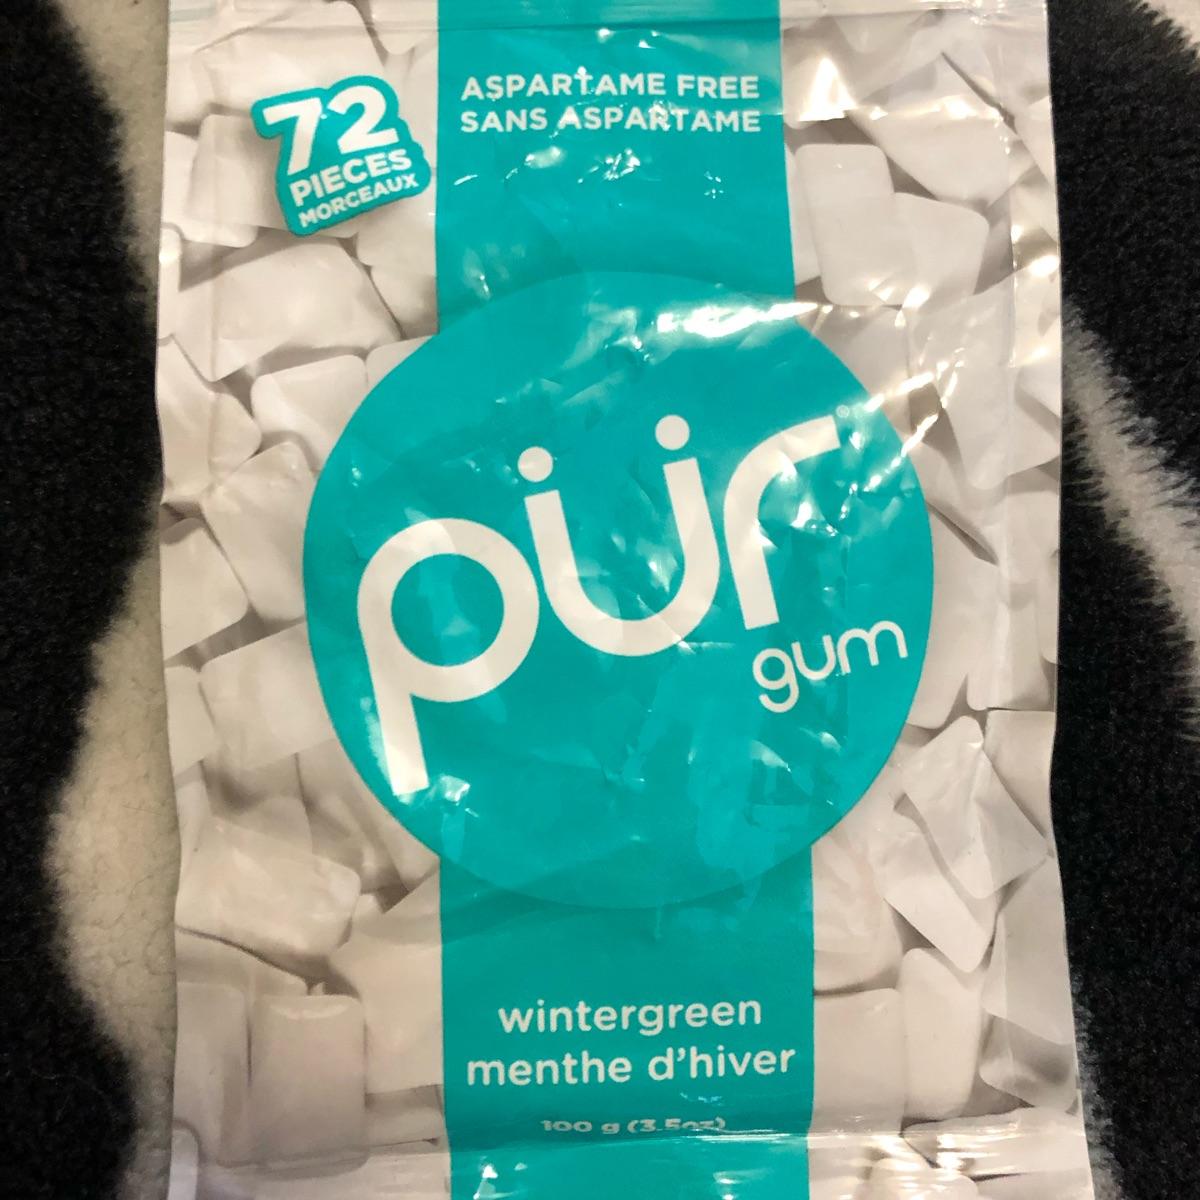 72
PIECES
MORCEAUX
ASPARTAME FREE
SANS ASPARTAME
pür®
gum
wintergreen
menthe d'hiver
100 g (3.5oz)